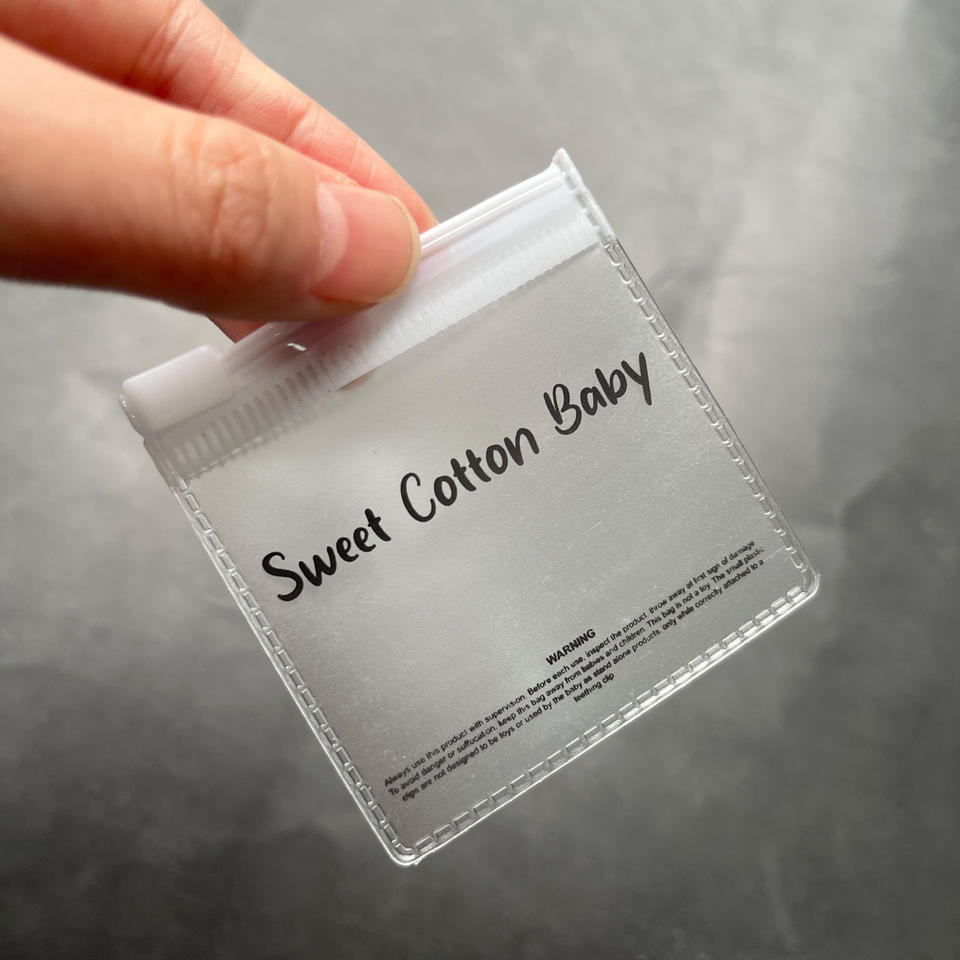 Sweet Cotton Baby
WARNING
Always use this product with supervision. Before each use, inspect the product. throw away at first sign of damage
To avoid danger or suffocation. keep this bag away from babies and children. This bag is not a toy. The small plastic
clips are not designed to be toys or used by the baby as stand alone products. only while correctly attached to a
teething clip